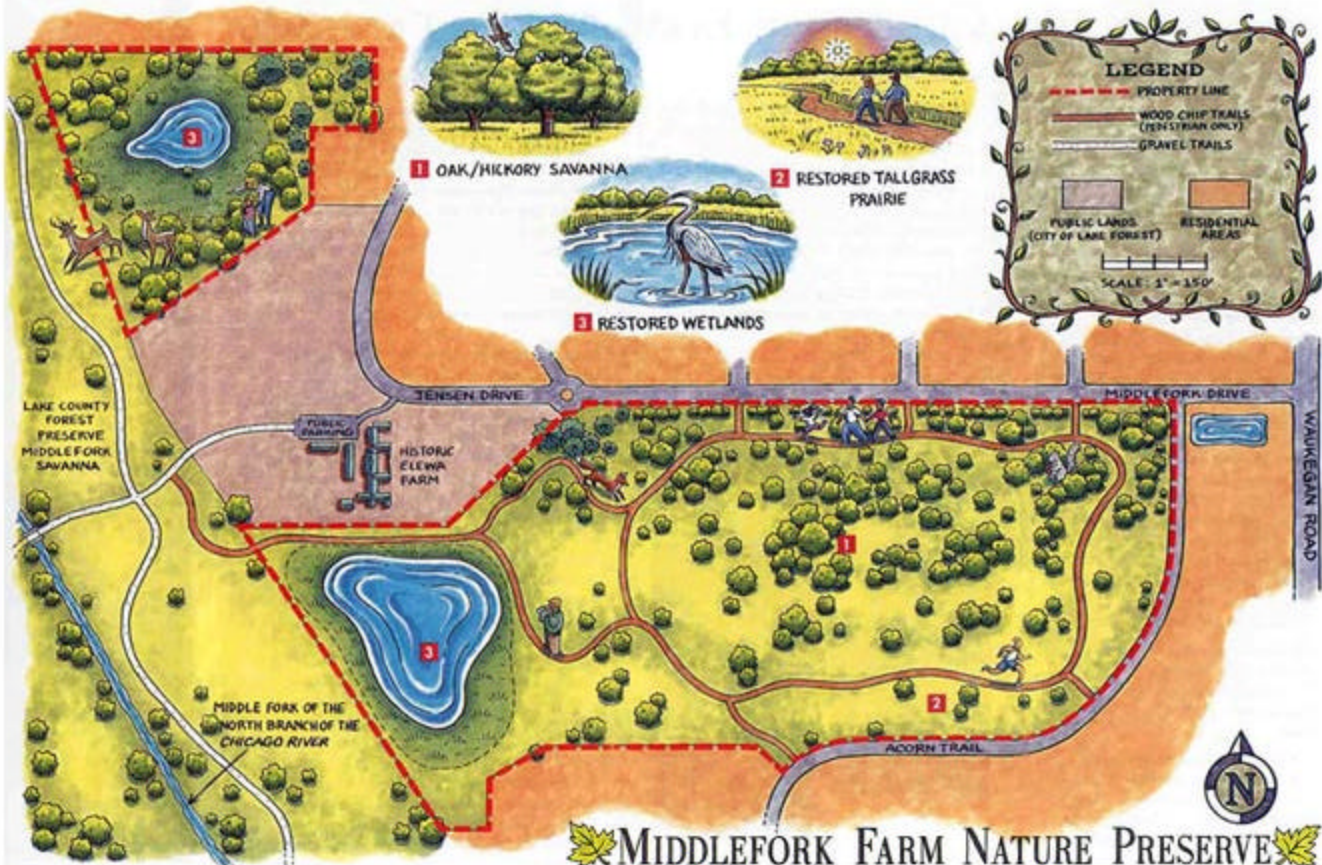 1 OAK/HICKORY SAVANNA
2 RESTORED TALLGRASS
PRAIRIE
3 RESTORED WETLANDS
LEGEND
PROPERTY LINE
WOOD CHIP TRAILS
(PEDESTRIAN ONLY)
GRAVEL TRAILS
PUBLIC LANDS
(CITY OF LAKE FOREST)
RESIDENTIAL
AREAS
SCALE: 1" = 150'
3
LAKE COUNTY
FOREST
PRESERVE
MIDDLEFORK
SAVANNA
JENSEN DRIVE
MIDDLEFORK DRIVE
WAUKEGAN ROAD
PUBLIC
PARKING
HISTORIC
ELEWA
FARM
1
3
2
MIDDLE FORK OF THE
NORTH BRANCH OF THE
CHICAGO RIVER
ACORN TRAIL
N
MIDDLEFORK FARM NATURE PRESERVE